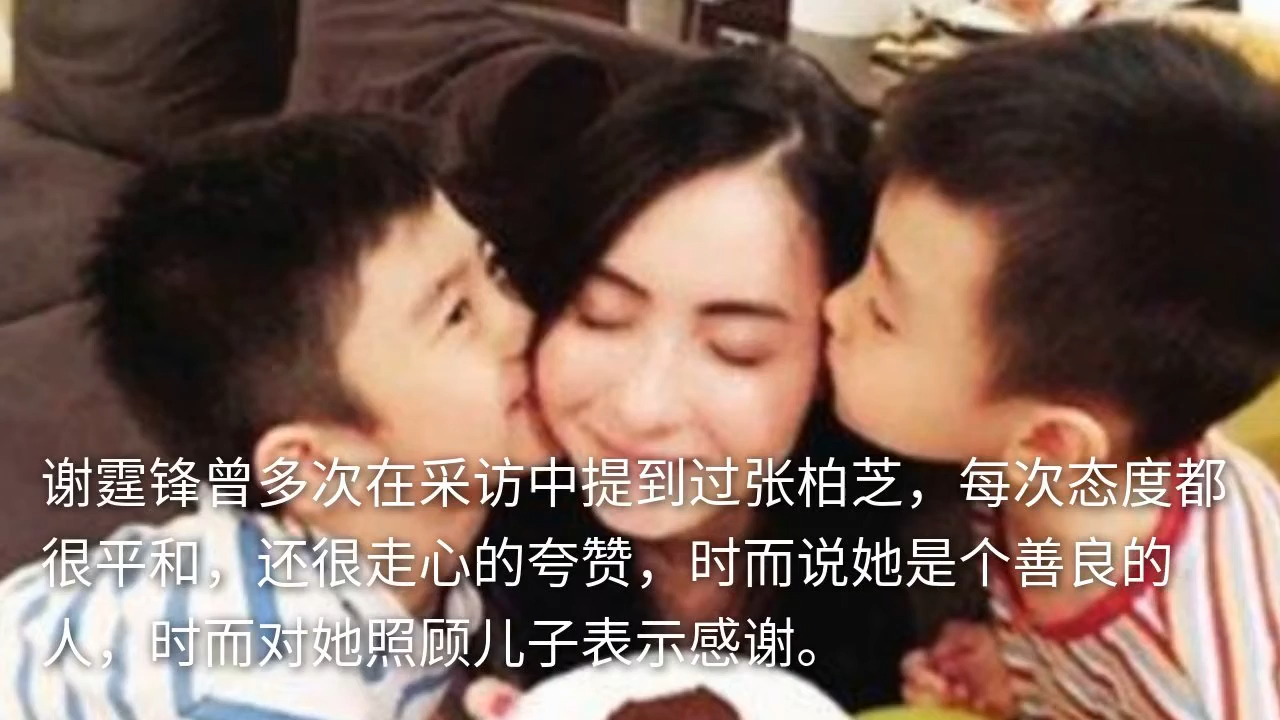 谢霆锋曾多次在采访中提到过张柏芝，每次态度都
很平和，还很走心的夸赞，时而说她是个善良的
人，时而对她照顾儿子表示感谢。